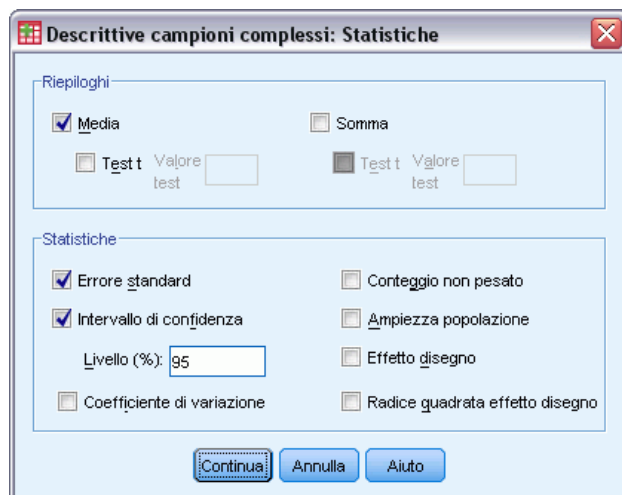 Descrittive campioni complessi: Statistiche
Riepiloghi
Media
Somma
Test t Valore test
Test t Valore test
Statistiche
Errore standard
Conteggio non pesato
Intervallo di confidenza
Ampiezza popolazione
Livello (%): 95
Effetto disegno
Coefficiente di variazione
Radice quadrata effetto disegno
Continua
Annulla
Aiuto